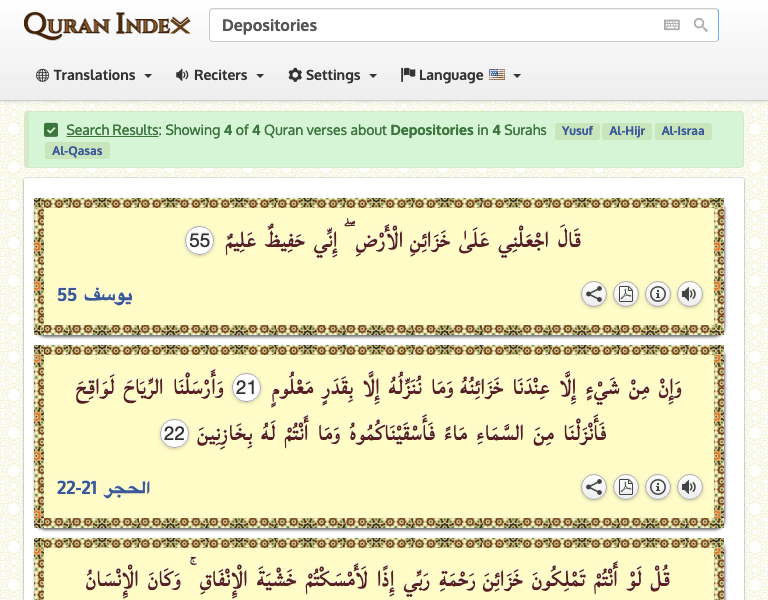 QURAN INDEX
Depositories
Translations Reciters Settings Language
Search Results: Showing 4 of 4 Quran verses about Depositories in 4 Surahs Yusuf Al-Hijr Al-Israa
Al-Qasas
قَالَ اجْعَلْنِي عَلَىٰ خَزَائِنِ الْأَرْضِ ۖ إِنِّي حَفِيظٌ عَلِيمٌ 55
يوسف 55
وَإِنْ مِنْ شَيْءٍ إِلَّا عِنْدَنَا خَزَائِنُهُ وَمَا نُنَزِّلُهُ إِلَّا بِقَدَرٍ مَعْلُومٍ 21 وَأَرْسَلْنَا الرِّيَاحَ لَوَاقِحَ
فَأَنْزَلْنَا مِنَ السَّمَاءِ مَاءً فَأَسْقَيْنَاكُمُوهُ وَمَا أَنْتُمْ لَهُ بِخَازِنِينَ 22
الحجر 21-22
قُلْ لَوْ أَنْتُمْ تَمْلِكُونَ خَزَائِنَ رَحْمَةِ رَبِّي إِذًا لَأَمْسَكْتُمْ خَشْيَةَ الْإِنْفَاقِ ۚ وَكَانَ الْإِنْسَانُ